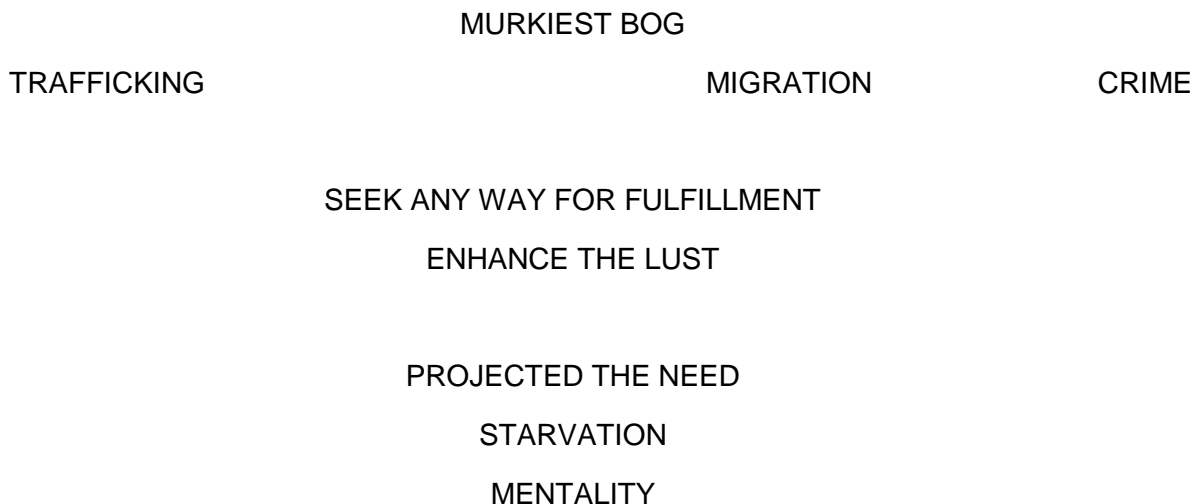 MURKIEST BOG
TRAFFICKING MIGRATION CRIME
SEEK ANY WAY FOR FULFILLMENT
ENHANCE THE LUST
PROJECTED THE NEED
STARVATION
MENTALITY